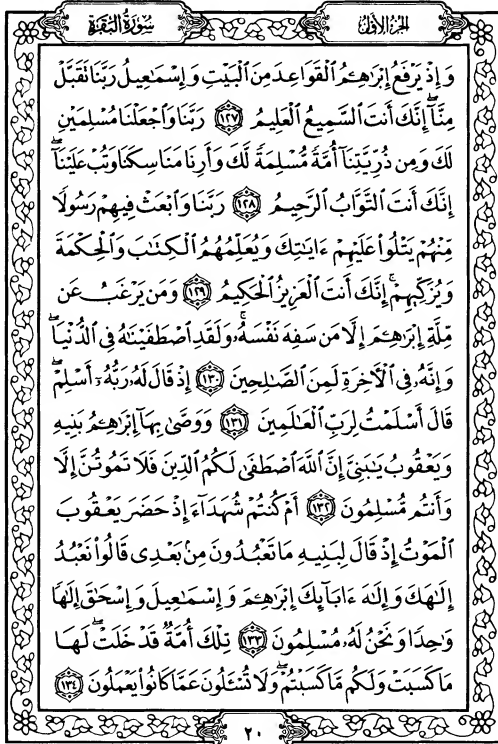 سُورَةُ البَقَرَةِ
الجُزءُ الأوّلُ
وَإِذْ يَرْفَعُ إِبْرَٰهِـۧمُ ٱلْقَوَاعِدَ مِنَ ٱلْبَيْتِ وَإِسْمَـٰعِيلُ رَبَّنَا تَقَبَّلْ
مِنَّآۖ إِنَّكَ أَنتَ ٱلسَّمِيعُ ٱلْعَلِيمُ ١٢٧ رَبَّنَا وَٱجْعَلْنَا مُسْلِمَيْنِ
لَكَ وَمِن ذُرِّيَّتِنَآ أُمَّةً مُّسْلِمَةً لَّكَ وَأَرِنَا مَنَاسِكَنَا وَتُبْ عَلَيْنَآۖ
إِنَّكَ أَنتَ ٱلتَّوَّابُ ٱلرَّحِيمُ ١٢٨ رَبَّنَا وَٱبْعَثْ فِيهِمْ رَسُولًا
مِّنْهُمْ يَتْلُوا۟ عَلَيْهِمْ ءَايَـٰتِكَ وَيُعَلِّمُهُمُ ٱلْكِتَـٰبَ وَٱلْحِكْمَةَ
وَيُزَكِّيهِمْۚ إِنَّكَ أَنتَ ٱلْعَزِيزُ ٱلْحَكِيمُ ١٢٩ وَمَن يَرْغَبُ عَن
مِّلَّةِ إِبْرَٰهِـۧمَ إِلَّا مَن سَفِهَ نَفْسَهُۥۚ وَلَقَدِ ٱصْطَفَيْنَـٰهُ فِى ٱلدُّنْيَاۖ
وَإِنَّهُۥ فِى ٱلْـَٔاخِرَةِ لَمِنَ ٱلصَّـٰلِحِينَ ١٣٠ إِذْ قَالَ لَهُۥ رَبُّهُۥٓ أَسْلِمْۖ
قَالَ أَسْلَمْتُ لِرَبِّ ٱلْعَـٰلَمِينَ ١٣١ وَوَصَّىٰ بِهَآ إِبْرَٰهِـۧمُ بَنِيهِ
وَيَعْقُوبُ يَـٰبَنِىَّ إِنَّ ٱللَّهَ ٱصْطَفَىٰ لَكُمُ ٱلدِّينَ فَلَا تَمُوتُنَّ إِلَّا
وَأَنتُم مُّسْلِمُونَ ١٣٢ أَمْ كُنتُمْ شُهَدَآءَ إِذْ حَضَرَ يَعْقُوبَ
ٱلْمَوْتُ إِذْ قَالَ لِبَنِيهِ مَا تَعْبُدُونَ مِنۢ بَعْدِى قَالُوا۟ نَعْبُدُ
إِلَـٰهَكَ وَإِلَـٰهَ ءَابَآئِكَ إِبْرَٰهِـۧمَ وَإِسْمَـٰعِيلَ وَإِسْحَـٰقَ إِلَـٰهًا
وَٰحِدًا وَنَحْنُ لَهُۥ مُسْلِمُونَ ١٣٣ تِلْكَ أُمَّةٌ قَدْ خَلَتْۖ لَهَا
مَا كَسَبَتْ وَلَكُم مَّا كَسَبْتُمْۖ وَلَا تُسْـَٔلُونَ عَمَّا كَانُوا۟ يَعْمَلُونَ ١٣٤
٢٠